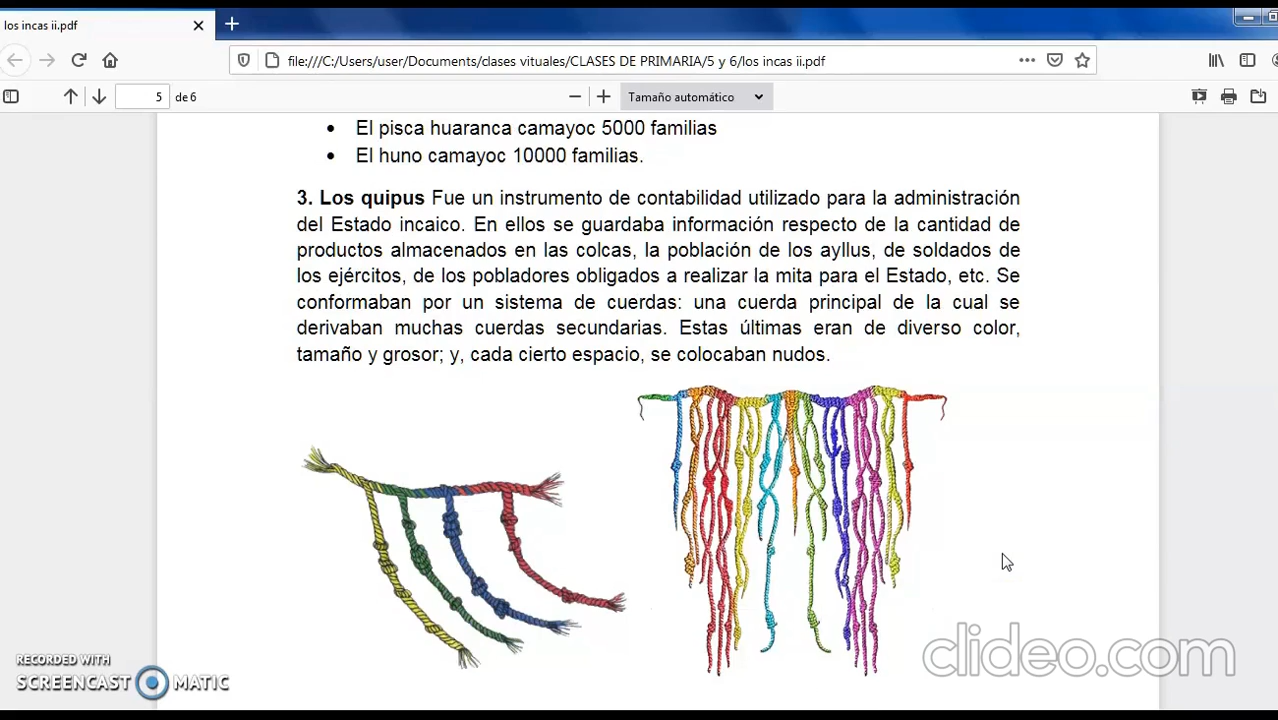 los incas ii.pdf
file:///C:/Users/user/Documents/clases vituales/CLASES DE PRIMARIA/5 y 6/los incas ii.pdf
5 de 6
Tamaño automático
• El pisca huaranca camayoc 5000 familias
• El huno camayoc 10000 familias.
3. Los quipus Fue un instrumento de contabilidad utilizado para la administración
del Estado incaico. En ellos se guardaba información respecto de la cantidad de
productos almacenados en las colcas, la población de los ayllus, de soldados de
los ejércitos, de los pobladores obligados a realizar la mita para el Estado, etc. Se
conformaban por un sistema de cuerdas: una cuerda principal de la cual se
derivaban muchas cuerdas secundarias. Estas últimas eran de diverso color,
tamaño y grosor; y, cada cierto espacio, se colocaban nudos.
clideo.com
RECORDED WITH
SCREENCAST MATIC